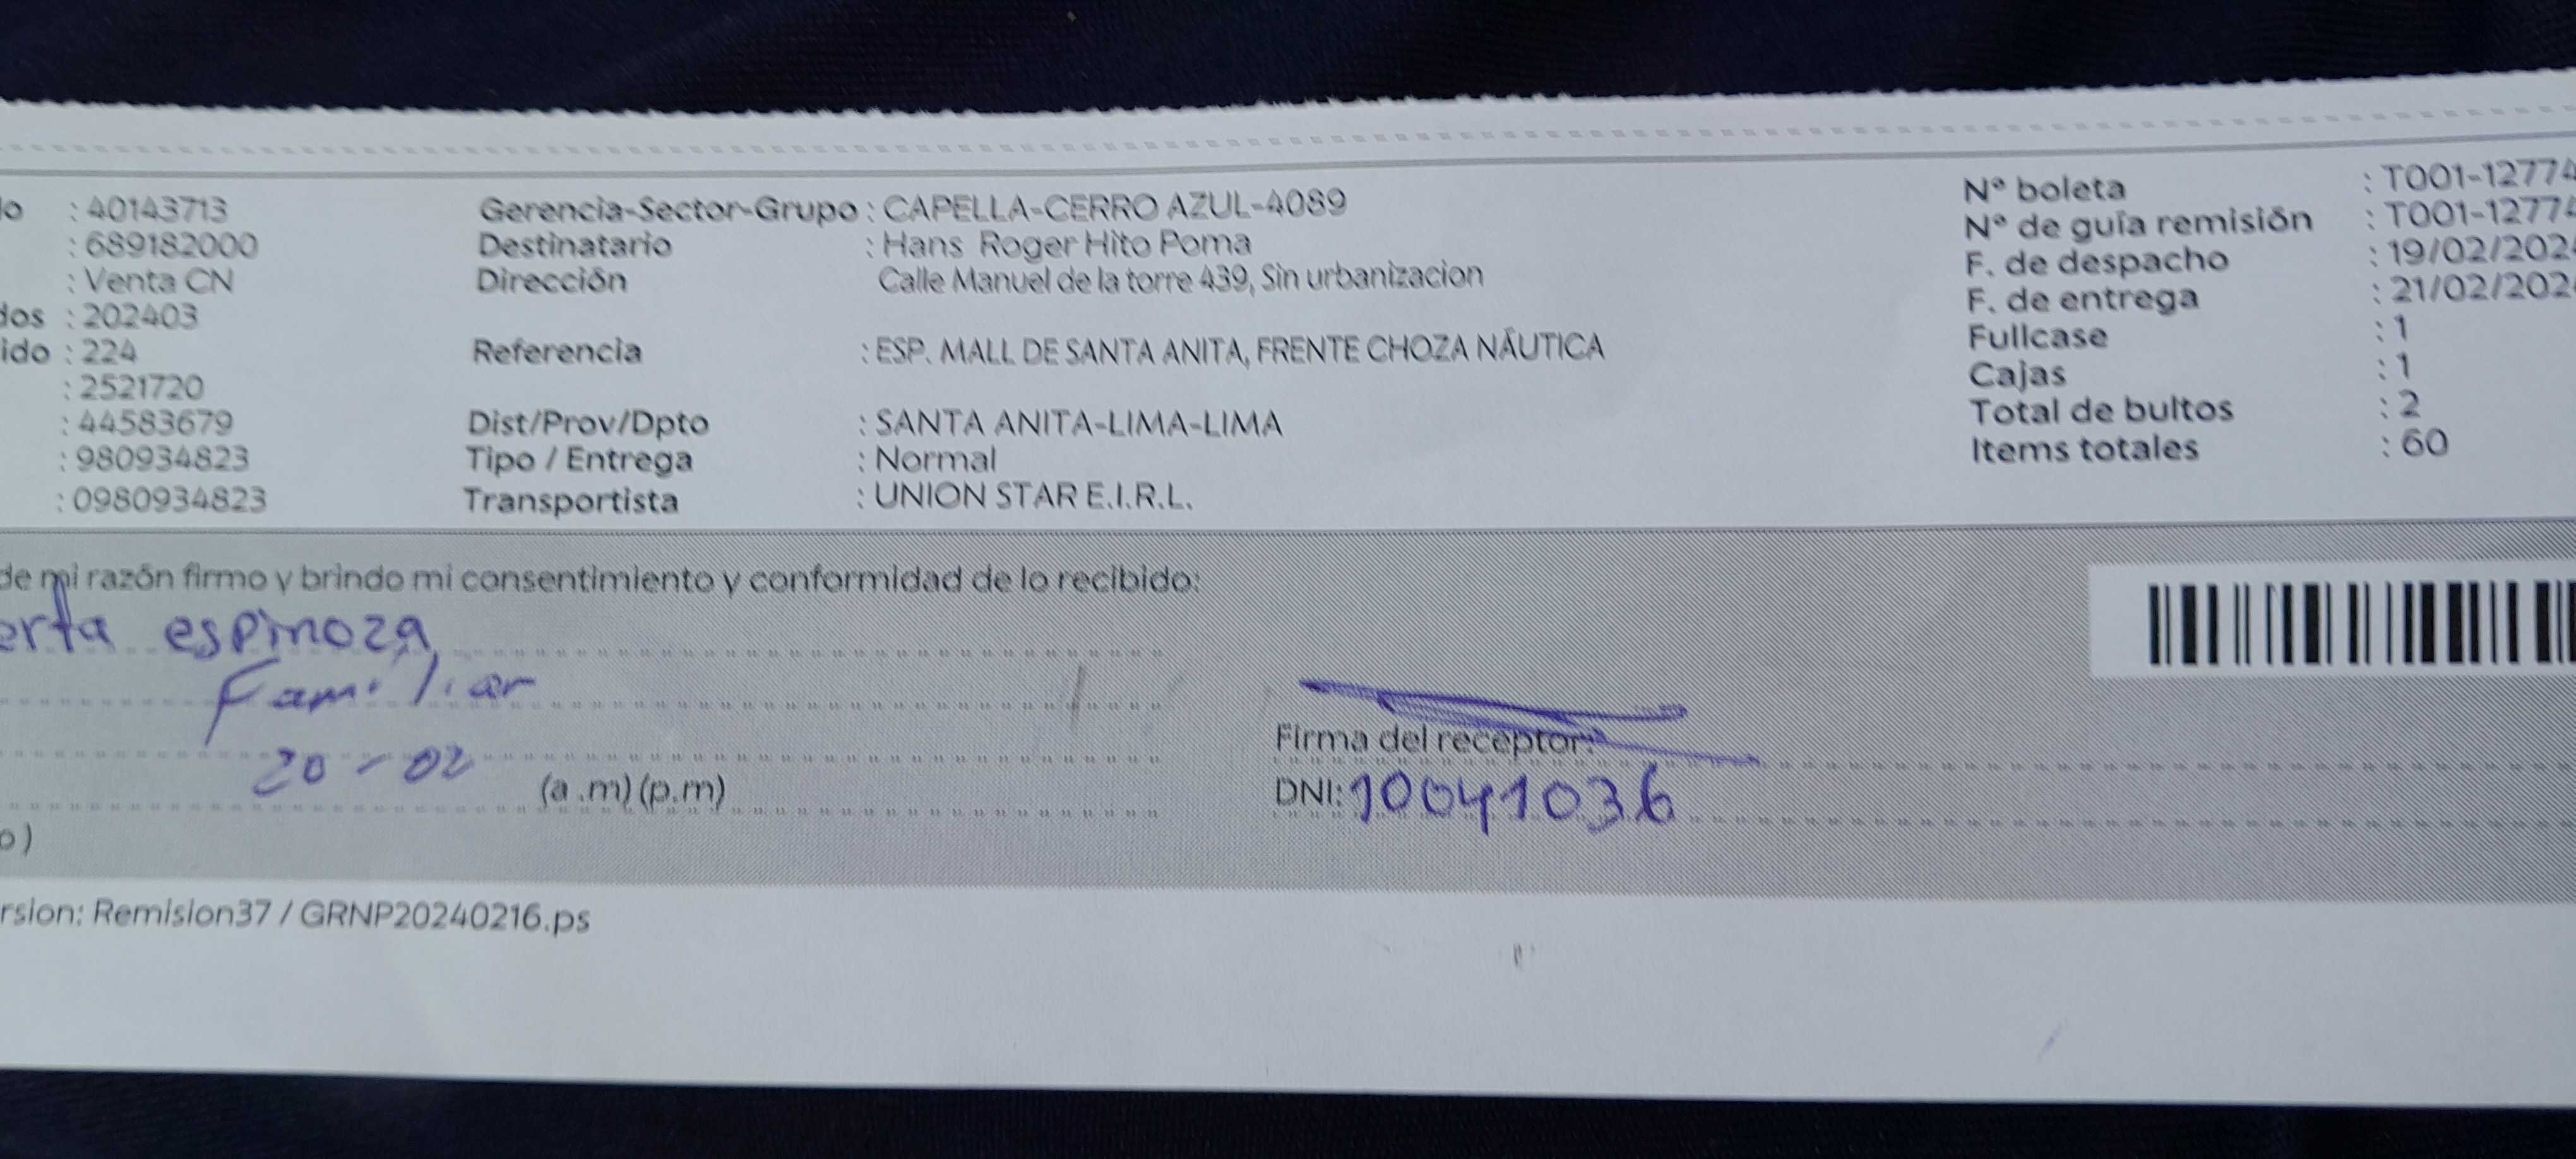 : 40143713
: 689182000
: Venta CN
: 202403
: 224
: 2521720
: 44583679
: 980934823
: 0980934823
Gerencia-Sector-Grupo : CAPELLA-CERRO AZUL-4089
Destinatario : Hans Roger Hito Poma
Dirección Calle Manuel de la torre 439, Sin urbanizacion
Referencia : ESP. MALL DE SANTA ANITA, FRENTE CHOZA NÁUTICA
Dist/Prov/Dpto : SANTA ANITA-LIMA-LIMA
Tipo / Entrega : Normal
Transportista : UNION STAR E.I.R.L.
N° boleta : T001-12774
N° de guía remisión : T001-12774
F. de despacho : 19/02/202
F. de entrega : 21/02/202
Fullcase : 1
Cajas : 1
Total de bultos : 2
Items totales : 60
de mi razón firmo y brindo mi consentimiento y conformidad de lo recibido:
erta espinoza
Familiar
20-02
(a.m)(p.m)
Firma del receptor:
DNI: 10041036
o)
rsion: Remision37 / GRNP20240216.ps